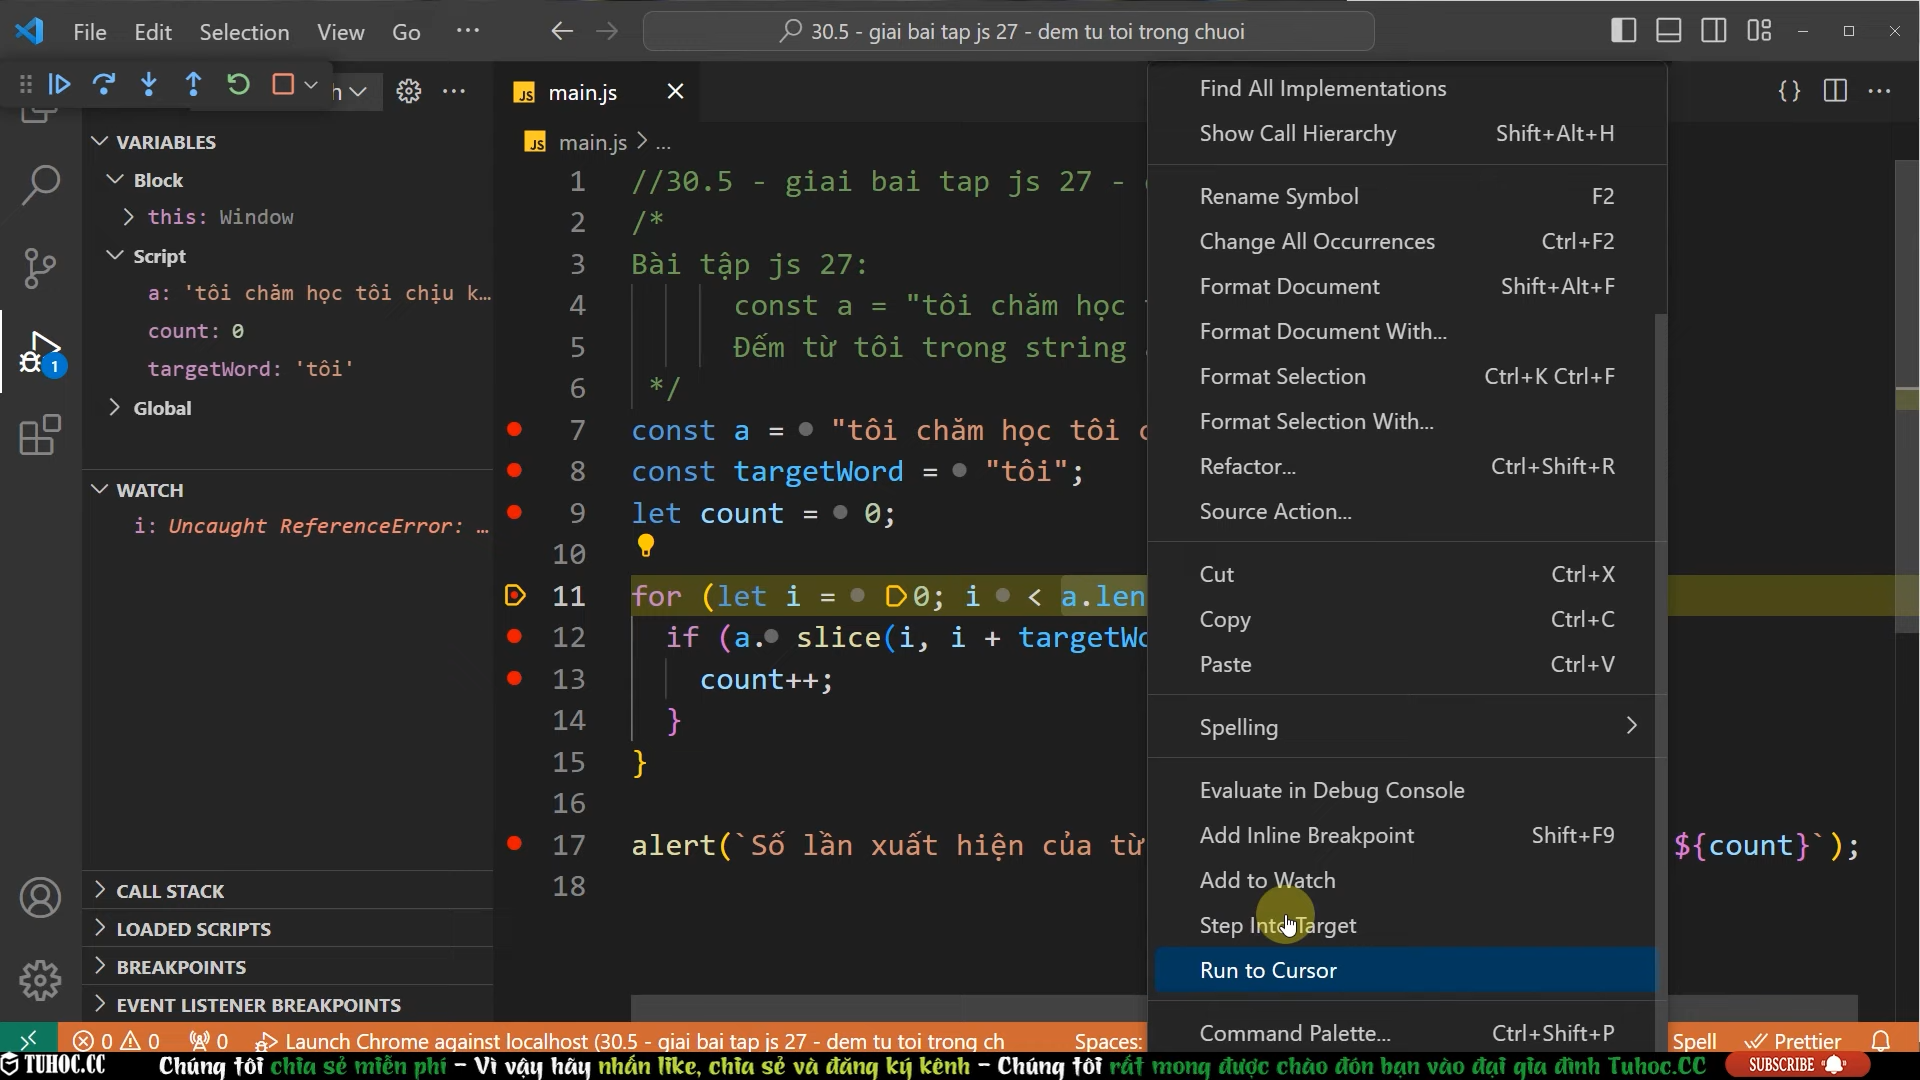 File Edit Selection View Go ... 30.5 - giai bai tap js 27 - dem tu toi trong chuoi
h
main.js
VARIABLES
Block
this: Window
Script
a: 'tôi chăm học tôi chịu k...
count: 0
targetWord: 'tôi'
Global
WATCH
i: Uncaught ReferenceError: ...
CALL STACK
LOADED SCRIPTS
BREAKPOINTS
EVENT LISTENER BREAKPOINTS
1
main.js > ...
1 //30.5 - giai bai tap js 27 -
2 /*
3 Bài tập js 27:
4 const a = "tôi chăm học
5 Đếm từ tôi trong string
6 */
7 const a = "tôi chăm học tôi c
8 const targetWord = "tôi";
9 let count = 0;
10
11 for (let i = 0; i < a.len
12 if (a. slice(i, i + targetWo
13 count++;
14 }
15 }
16
17 alert(`Số lần xuất hiện của từ ${count}`);
18
Find All Implementations
Show Call Hierarchy Shift+Alt+H
Rename Symbol F2
Change All Occurrences Ctrl+F2
Format Document Shift+Alt+F
Format Document With...
Format Selection Ctrl+K Ctrl+F
Format Selection With...
Refactor... Ctrl+Shift+R
Source Action...
Cut Ctrl+X
Copy Ctrl+C
Paste Ctrl+V
Spelling
Evaluate in Debug Console
Add Inline Breakpoint Shift+F9
Add to Watch
Step Into Target
Run to Cursor
Command Palette... Ctrl+Shift+P
0 0 0 Launch Chrome against localhost (30.5 - giai bai tap js 27 - dem tu toi trong ch Spaces: Spell Prettier
TUHOC.CC Chúng tôi chia sẻ miễn phí - Vì vậy hãy nhấn like, chia sẻ và đăng ký kênh - Chúng tôi rất mong được chào đón bạn vào đại gia đình Tuhoc.CC SUBSCRIBE